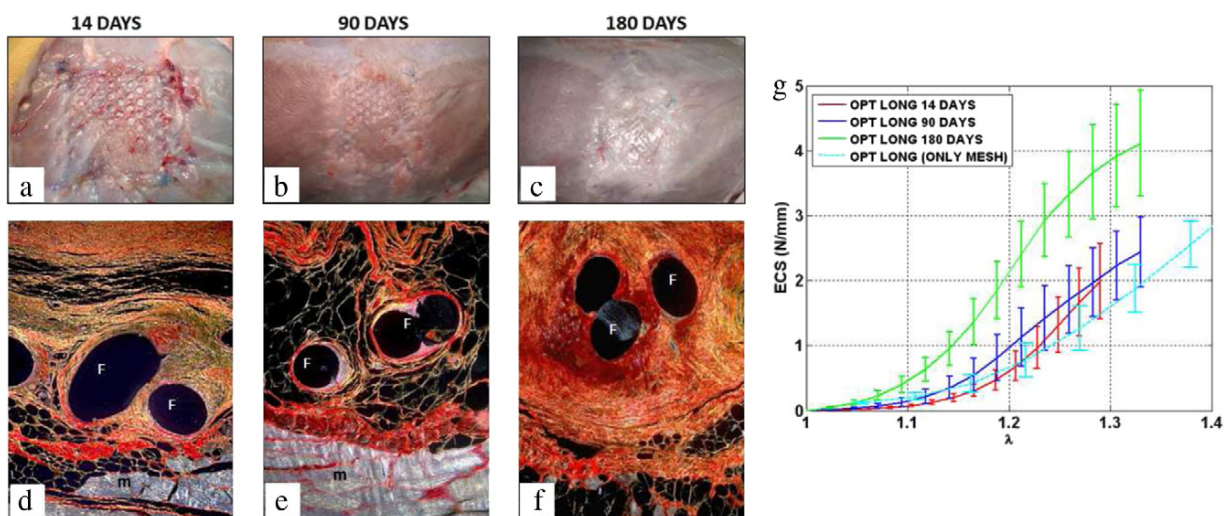 14 DAYS
90 DAYS
180 DAYS
a
b
c
F
F
m
d
F
F
m
e
F
F
f
g
OPT LONG 14 DAYS
OPT LONG 90 DAYS
OPT LONG 180 DAYS
OPT LONG (ONLY MESH)
ECS (N/mm)
5
4
3
2
1
0
1 1.1 1.2 1.3 1.4
λ